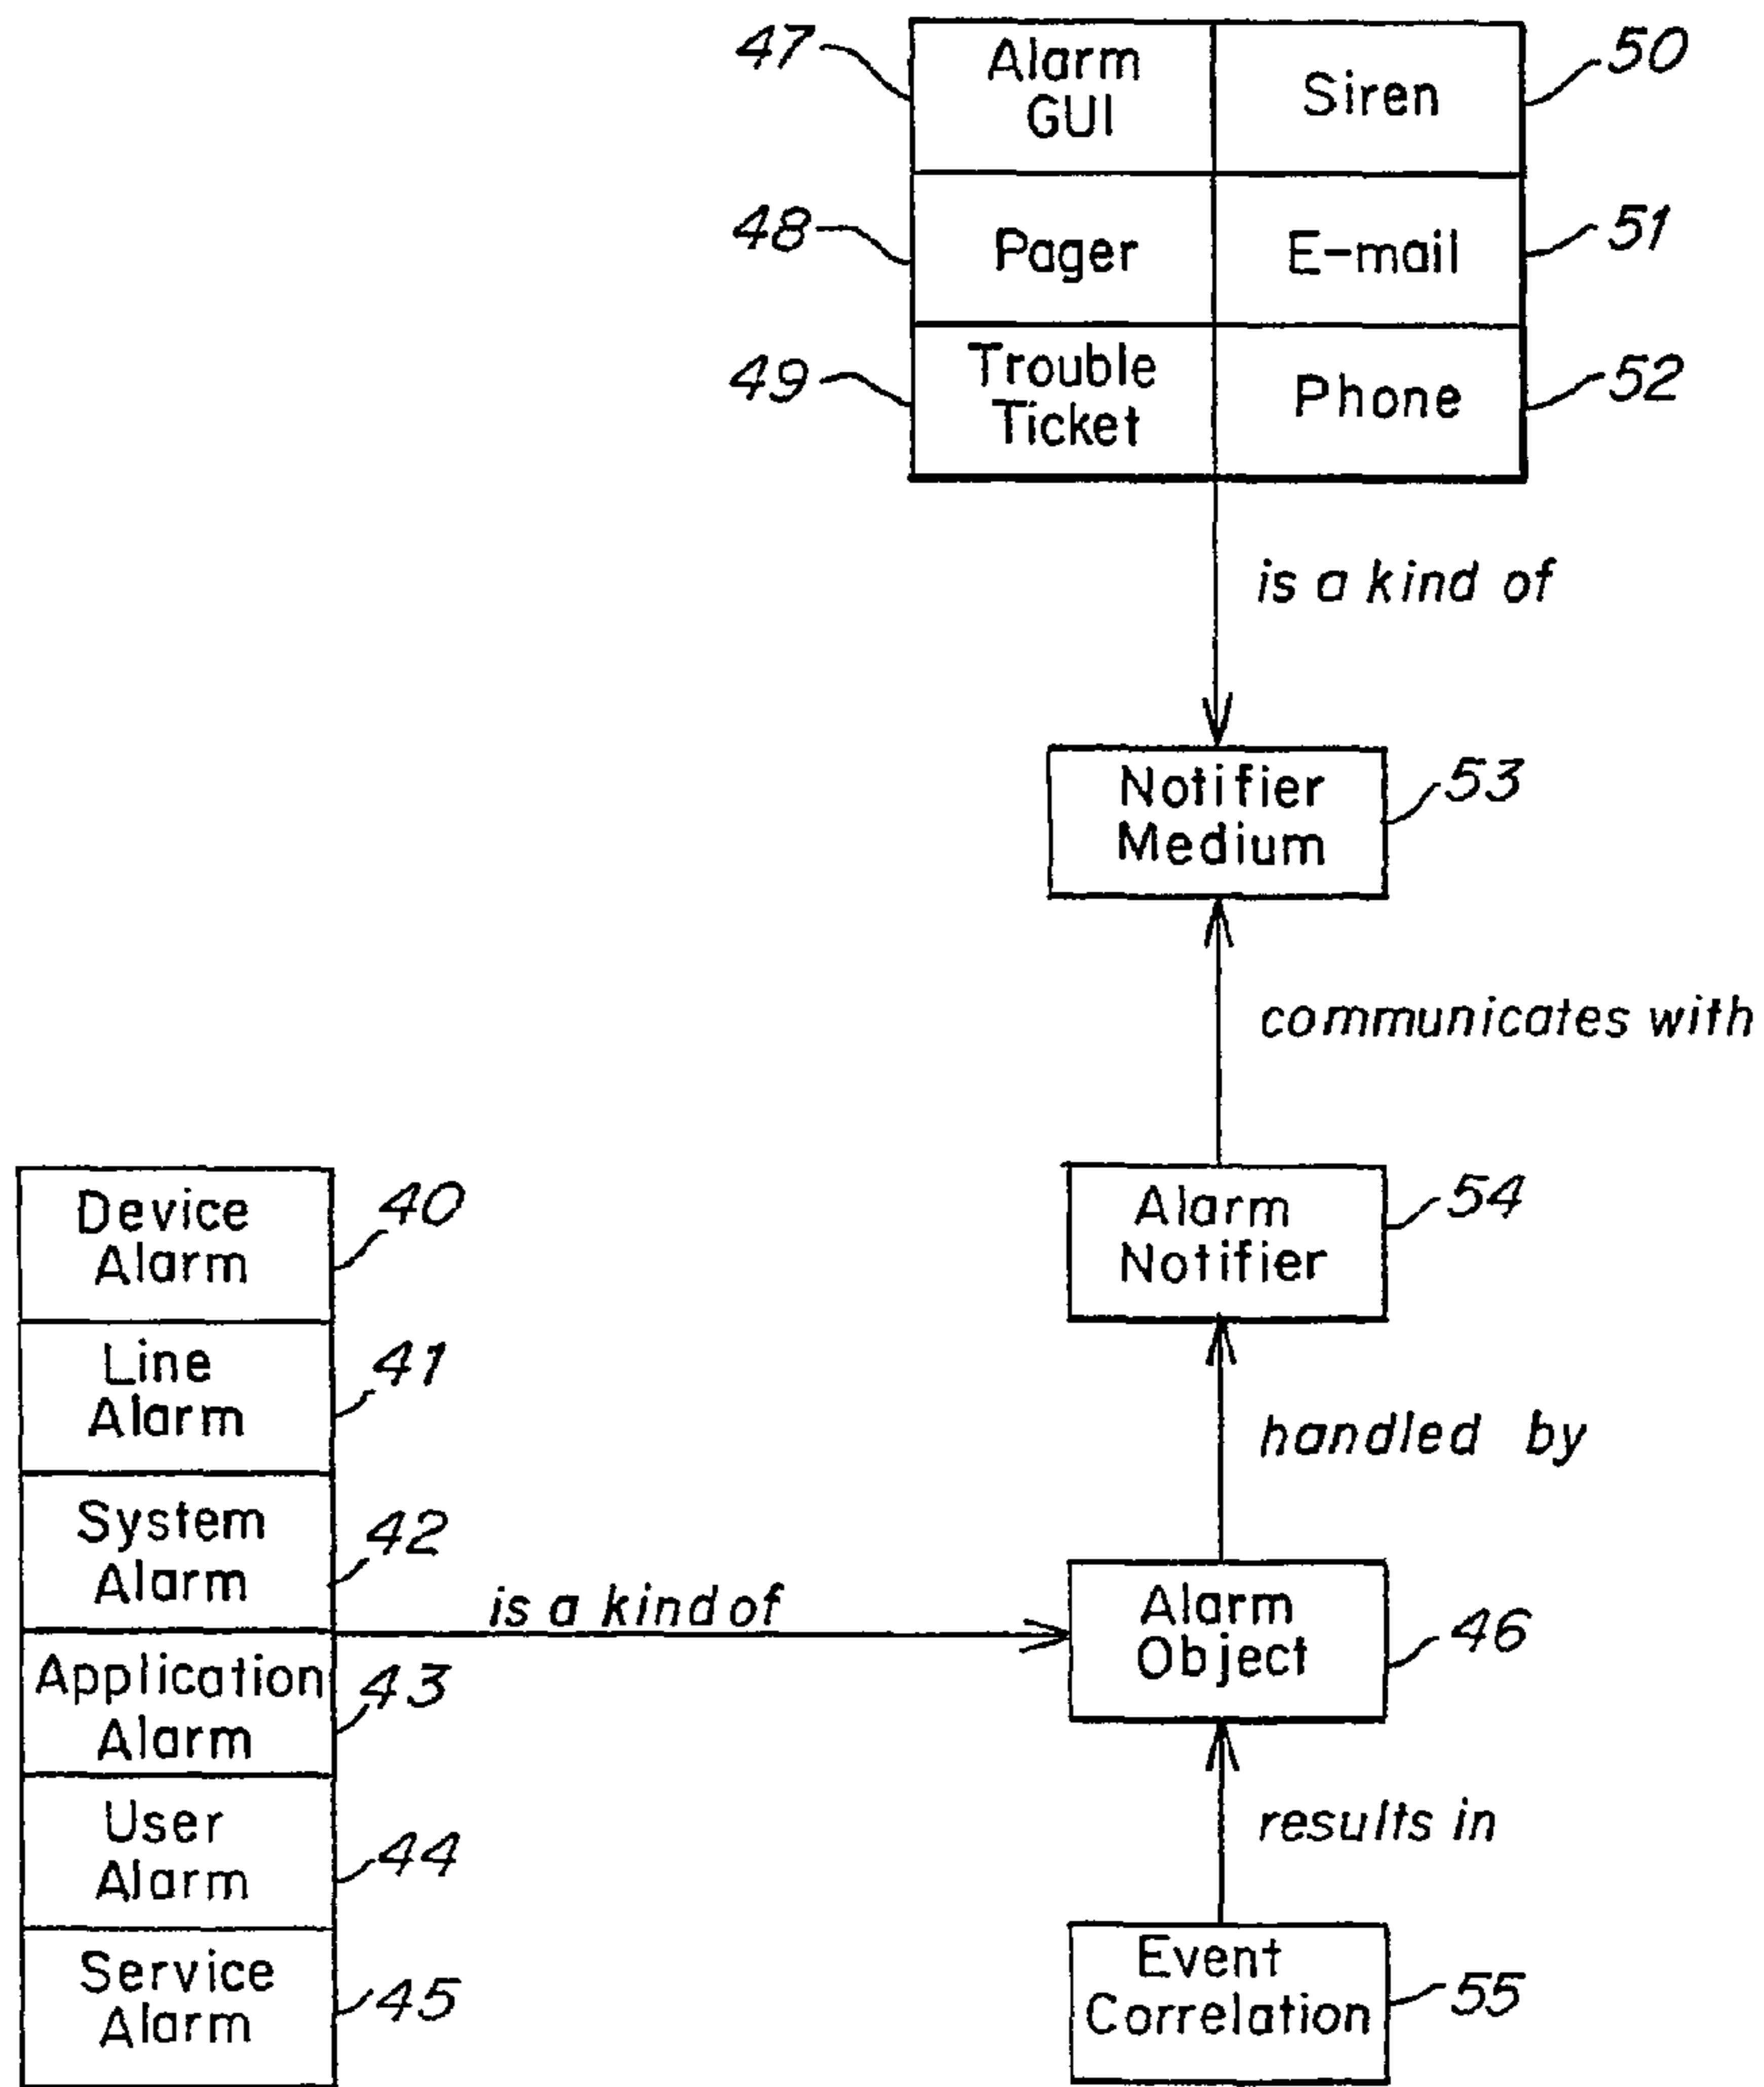 47
Alarm
GUI
Siren
50
48
Pager
E-mail
51
49
Trouble
Ticket
Phone
52
is a kind of
Notifier
Medium
53
communicates with
Alarm
Notifier
54
handled by
Device
Alarm
40
Line
Alarm
41
System
Alarm
42
Application
Alarm
43
User
Alarm
44
Service
Alarm
45
is a kind of
Alarm
Object
46
results in
Event
Correlation
55